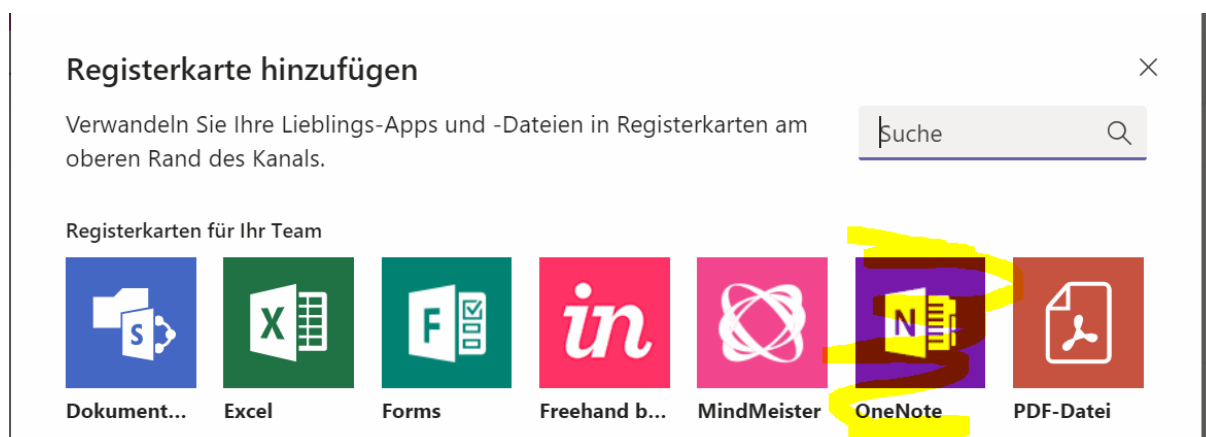 Registerkarte hinzufügen
Verwandeln Sie Ihre Lieblings-Apps und -Dateien in Registerkarten am
oberen Rand des Kanals.
Suche
Registerkarten für Ihr Team
S
X
F
in
N
Dokument...
Excel
Forms
Freehand b...
MindMeister
OneNote
PDF-Datei